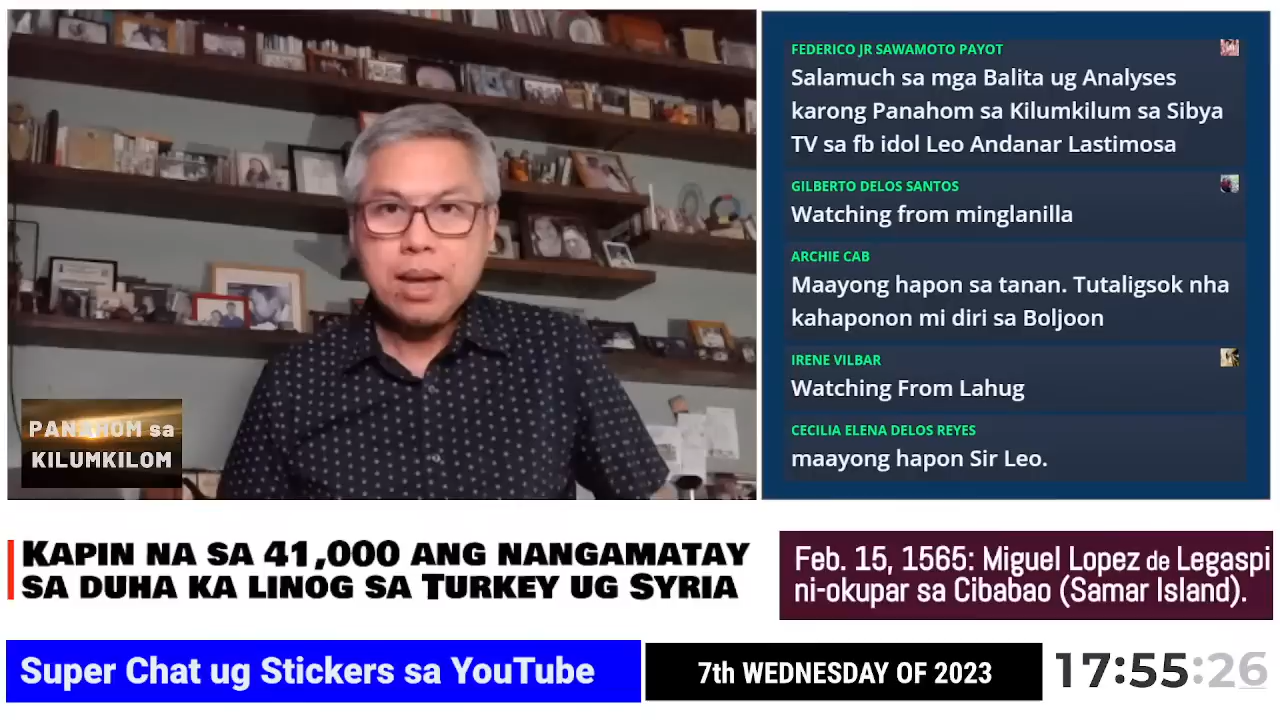 PANAHOM sa
KILUMKILOM
FEDERICO JR SAWAMOTO PAYOT
Salamuch sa mga Balita ug Analyses
karong Panahom sa Kilumkilum sa Sibya
TV sa fb idol Leo Andanar Lastimosa
GILBERTO DELOS SANTOS
Watching from minglanilla
ARCHIE CAB
Maayong hapon sa tanan. Tutaligsok nha
kahaponon mi diri sa Boljoon
IRENE VILBAR
Watching From Lahug
CECILIA ELENA DELOS REYES
maayong hapon Sir Leo.
KAPIN NA SA 41,000 ANG NANGAMATAY
SA DUHA KA LINOG SA TURKEY UG SYRIA
Feb. 15, 1565: Miguel Lopez de Legaspi
ni-okupar sa Cibabao (Samar Island).
Super Chat ug Stickers sa YouTube
7th WEDNESDAY OF 2023
17:55:26